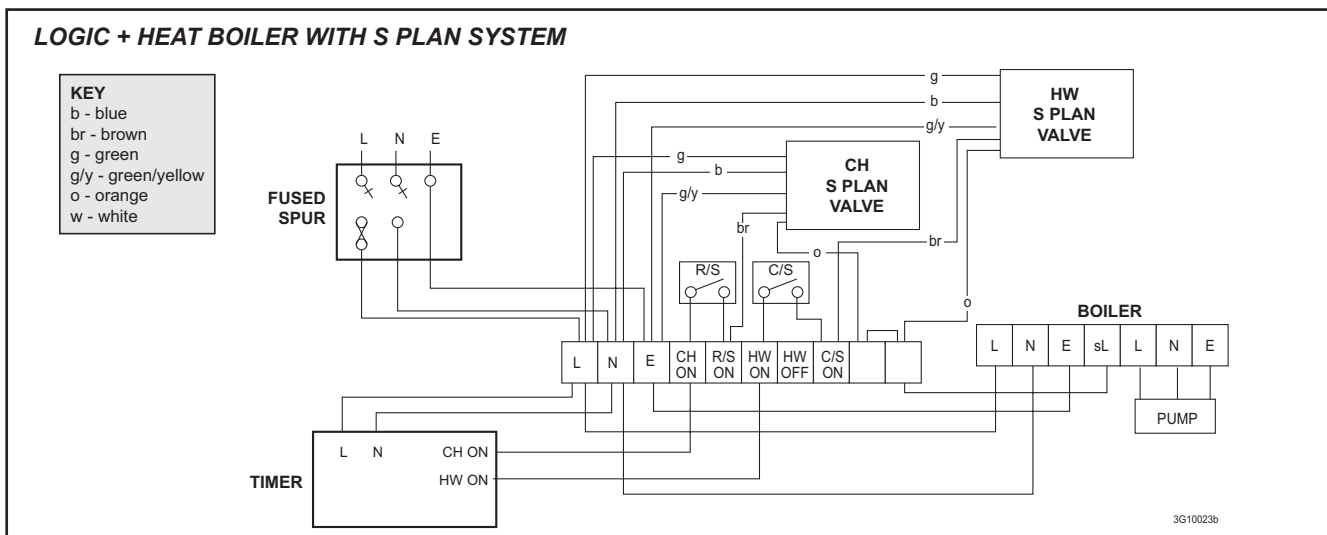 LOGIC + HEAT BOILER WITH S PLAN SYSTEM
KEY
b - blue
br - brown
g - green
g/y - green/yellow
o - orange
w - white
L N E
FUSED
SPUR
g
b
g/y
HW
S PLAN
VALVE
g
b
g/y
br
CH
S PLAN
VALVE
o
br
o
R/S
C/S
BOILER
L N E sL L N E
PUMP
L
N
E
CH
ON
R/S
ON
HW
ON
HW
OFF
C/S
ON
TIMER
L N
CH ON
HW ON
3G10023b